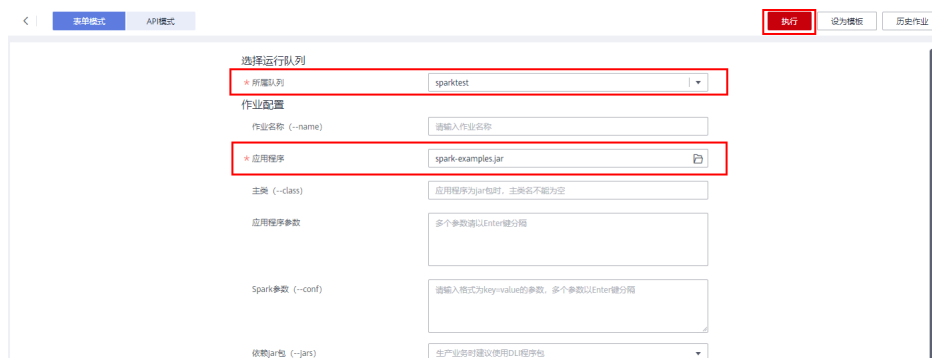 表单模式 API模式 执行 设为模板 历史作业
选择运行队列
* 所属队列 sparktest
作业配置
作业名称（--name） 请输入作业名称
* 应用程序 spark-examples.jar
主类（--class） 应用程序为jar包时，主类名不能为空
应用程序参数 多个参数请以Enter键分隔
Spark参数（--conf） 请输入格式为key=value的参数，多个参数以Enter键分隔
依赖jar包（--jars） 生产业务时建议使用DLI程序包